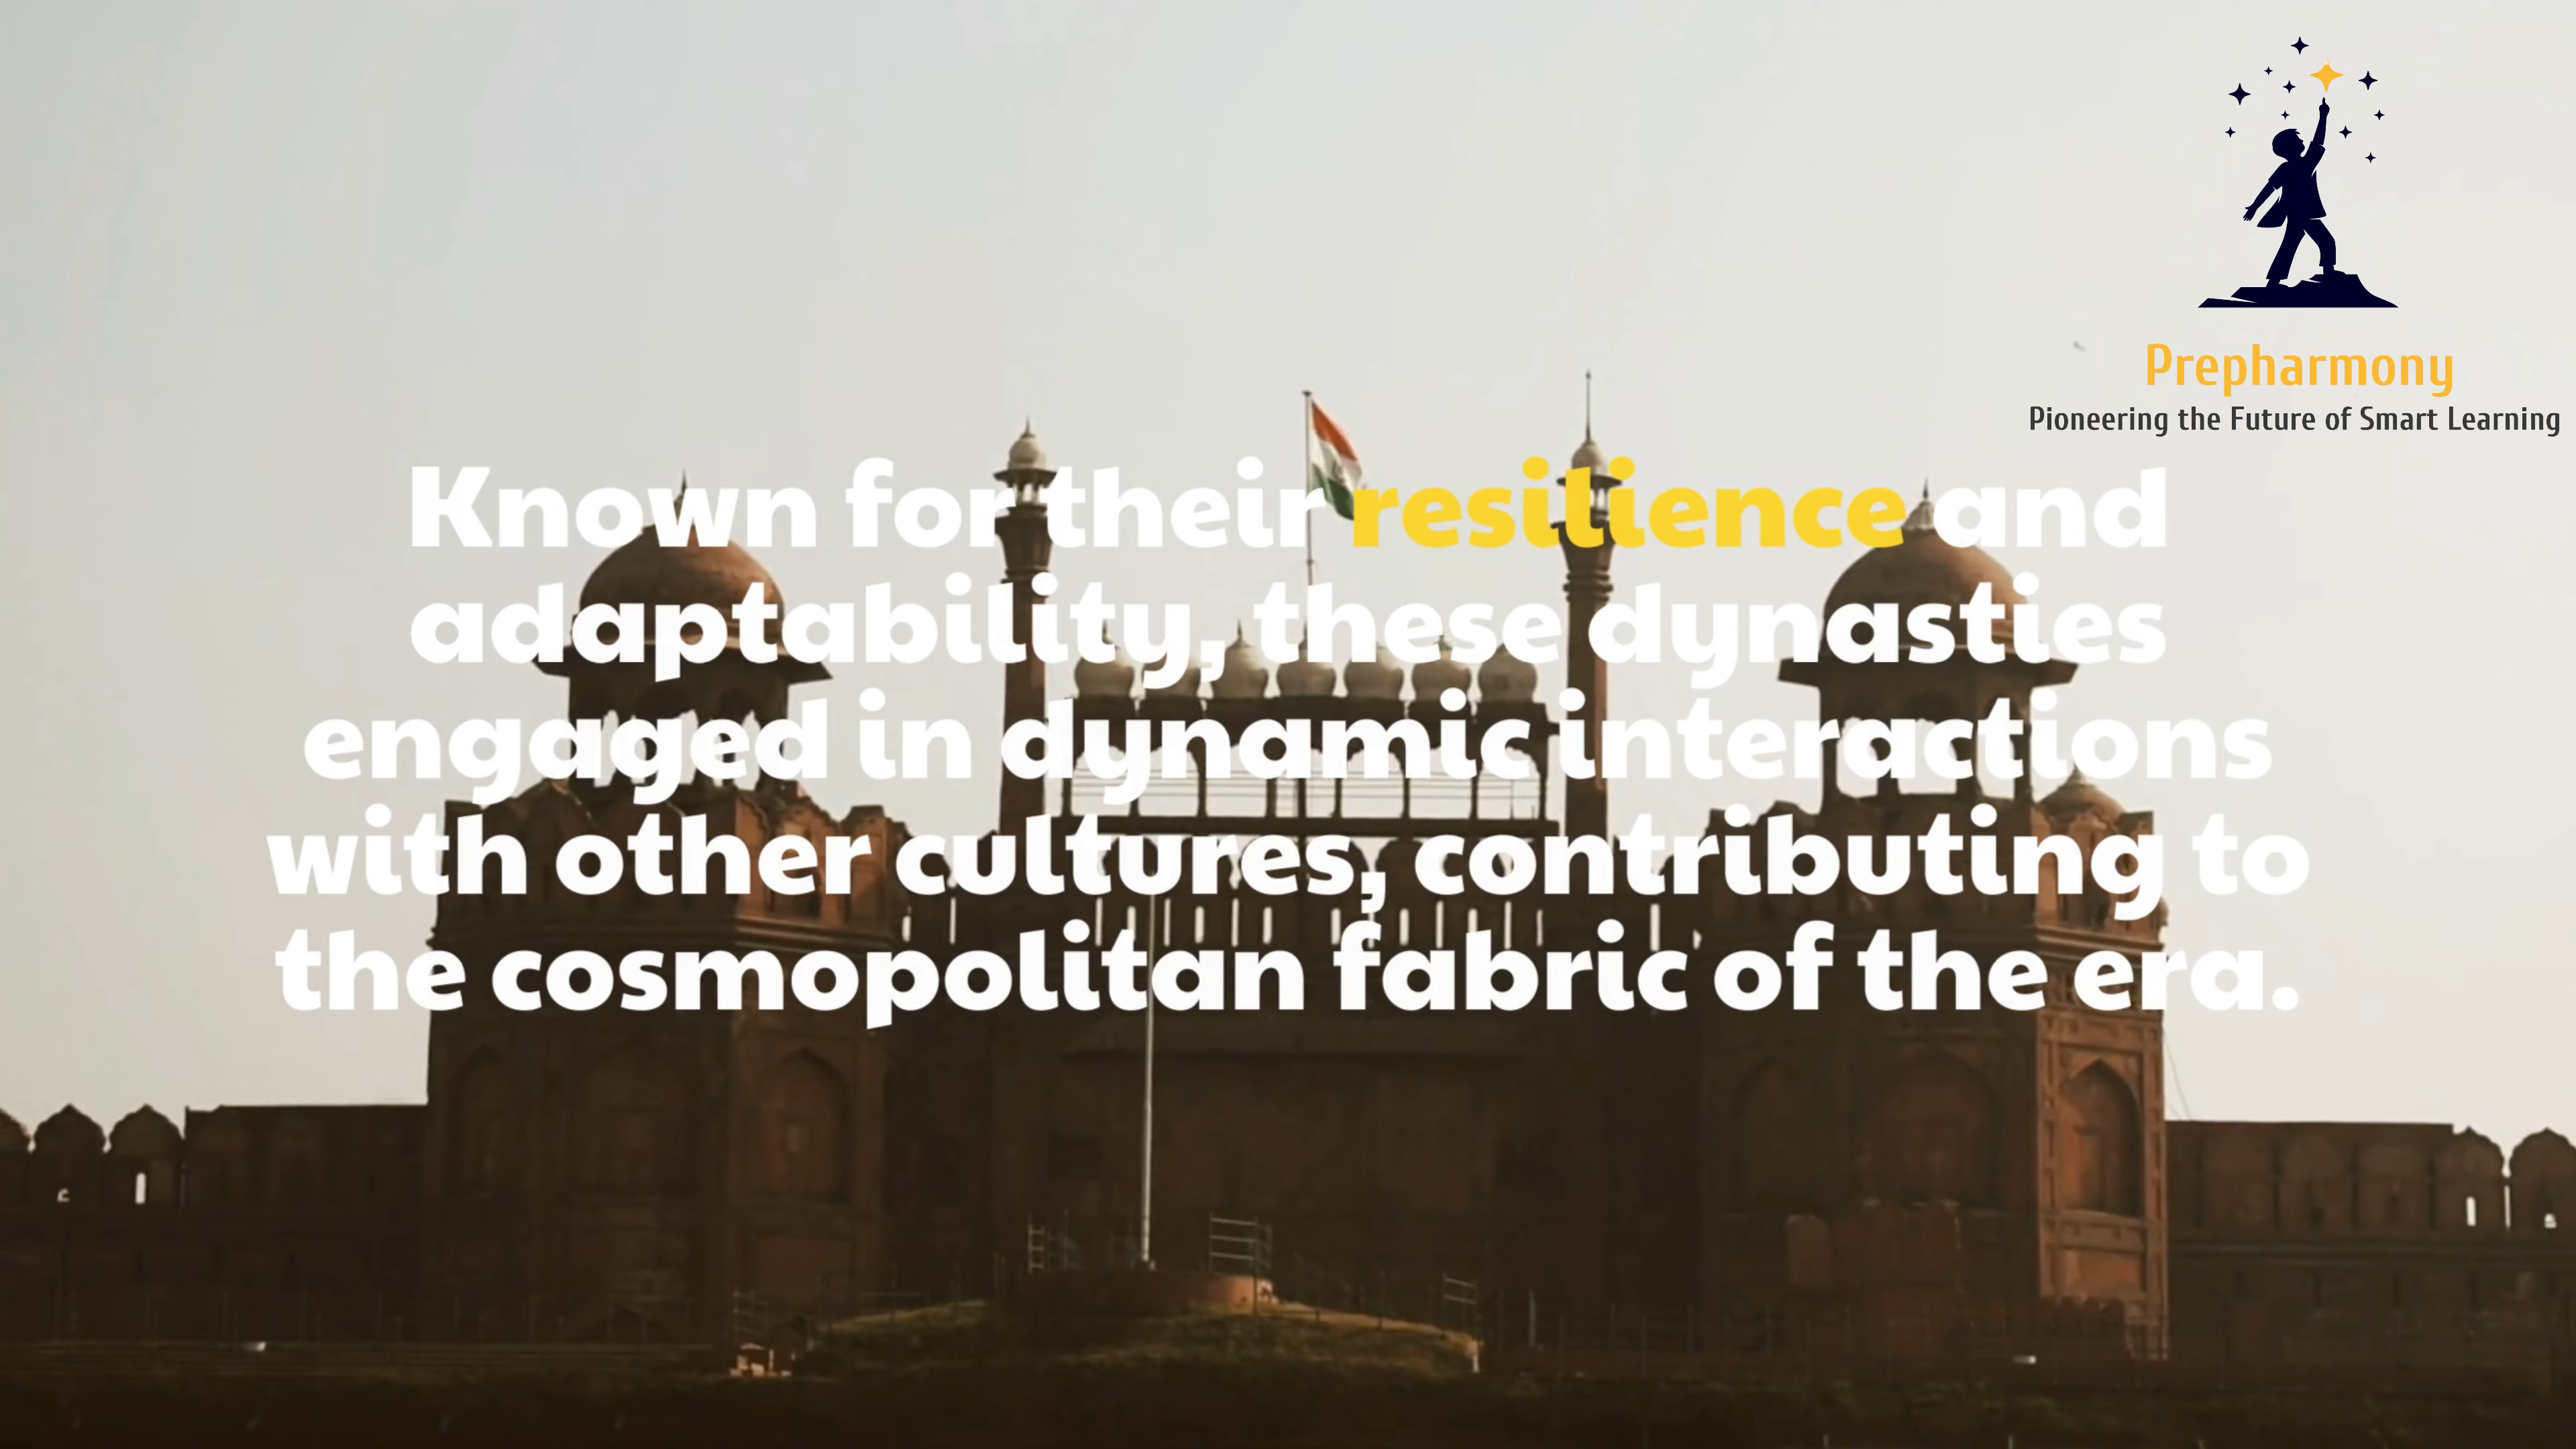 Prepharmony
Pioneering the Future of Smart Learning
Known for their resilience and
adaptability, these dynasties
engaged in dynamic interactions
with other cultures, contributing to
the cosmopolitan fabric of the era.